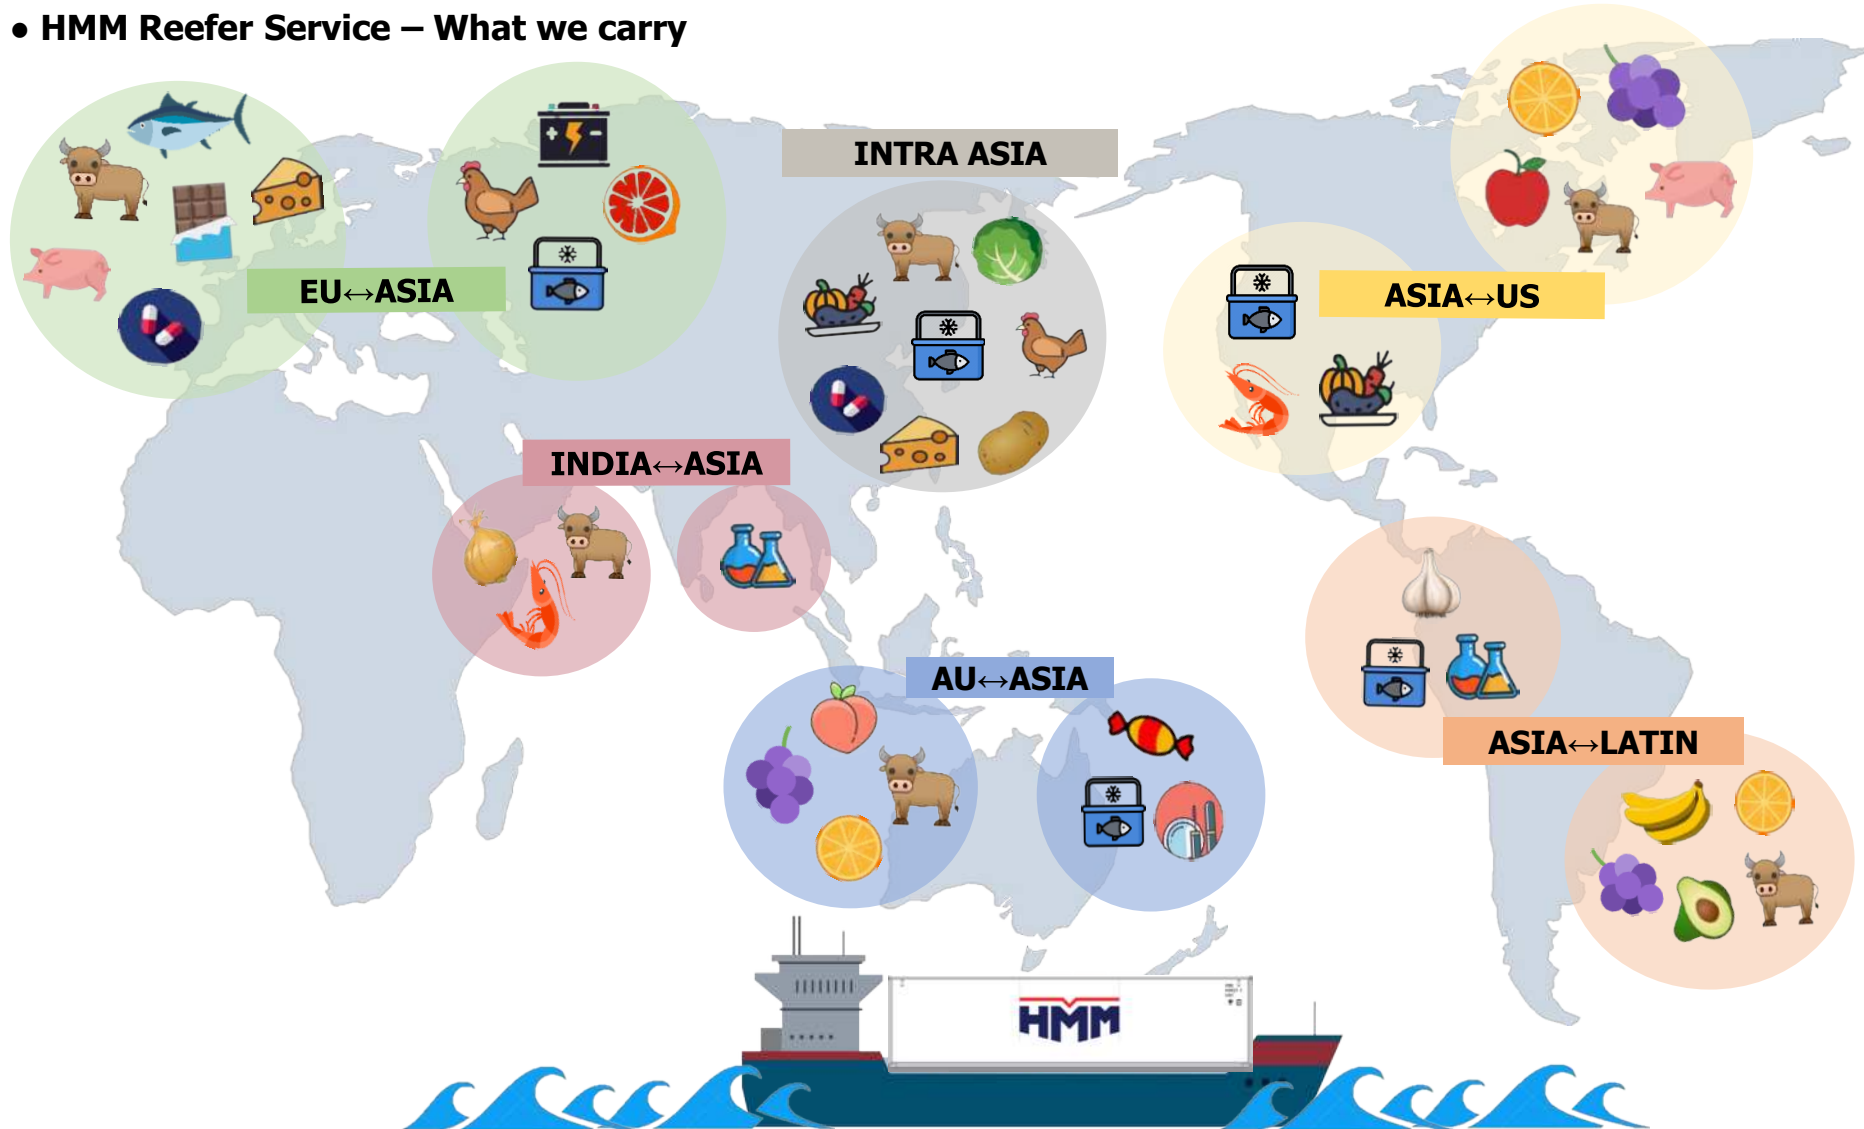 ● HMM Reefer Service – What we carry
INTRA ASIA
EU↔ASIA
ASIA↔US
INDIA↔ASIA
AU↔ASIA
ASIA↔LATIN
HMM